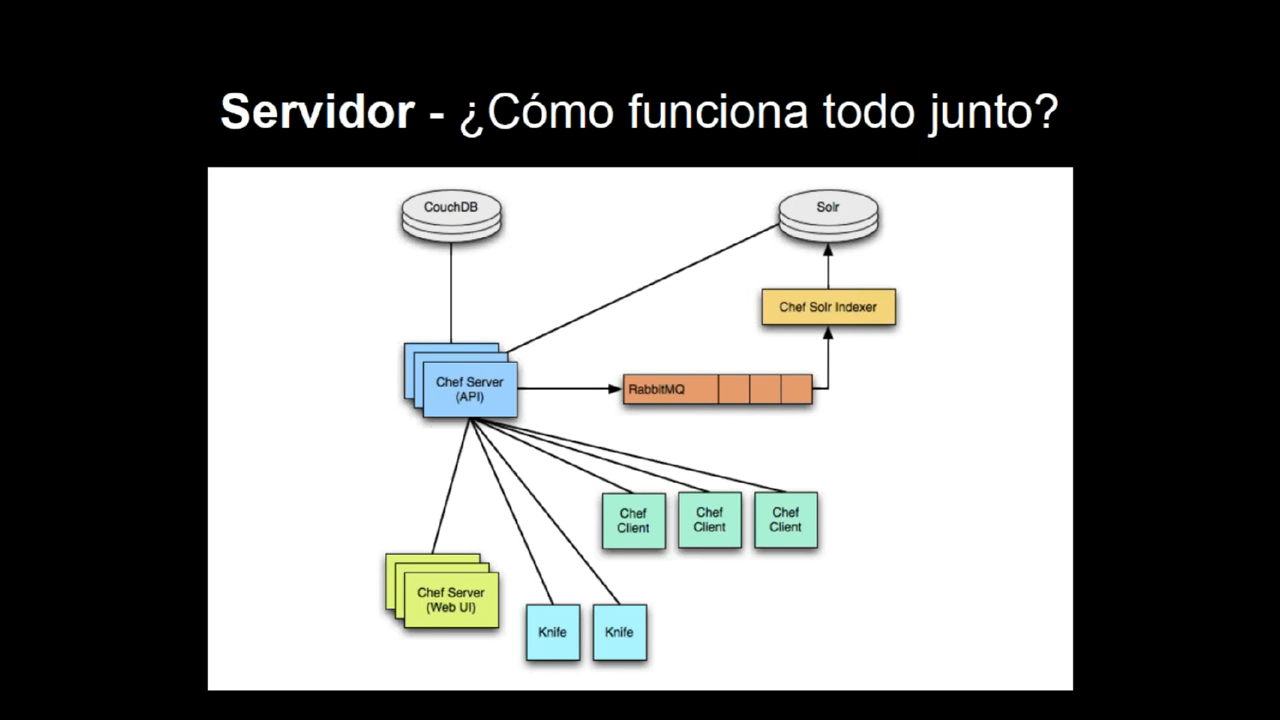 Servidor - ¿Cómo funciona todo junto?
CouchDB
Solr
Chef Solr Indexer
Chef Server
(API)
RabbitMQ
Chef
Client
Chef
Client
Chef
Client
Chef Server
(Web UI)
Knife
Knife